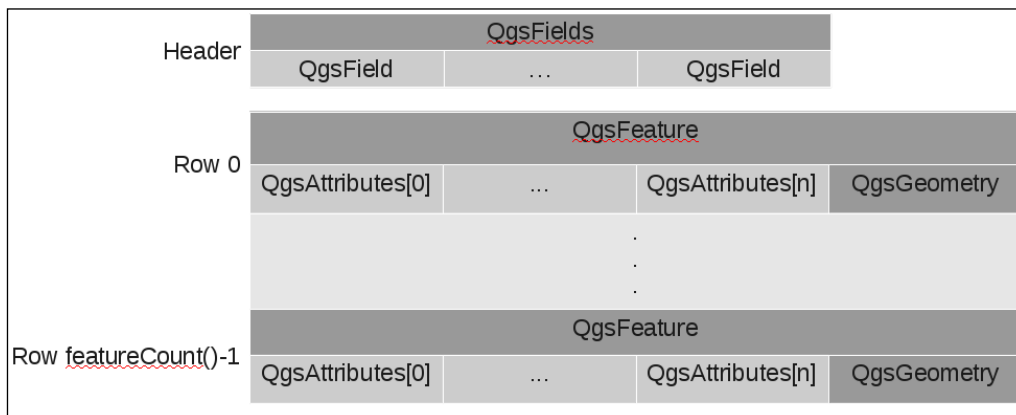 QgsFields
Header
QgsField ... QgsField
QgsFeature
Row 0
QgsAttributes[0] ... QgsAttributes[n] QgsGeometry
.
.
.
QgsFeature
Row featureCount()-1
QgsAttributes[0] ... QgsAttributes[n] QgsGeometry